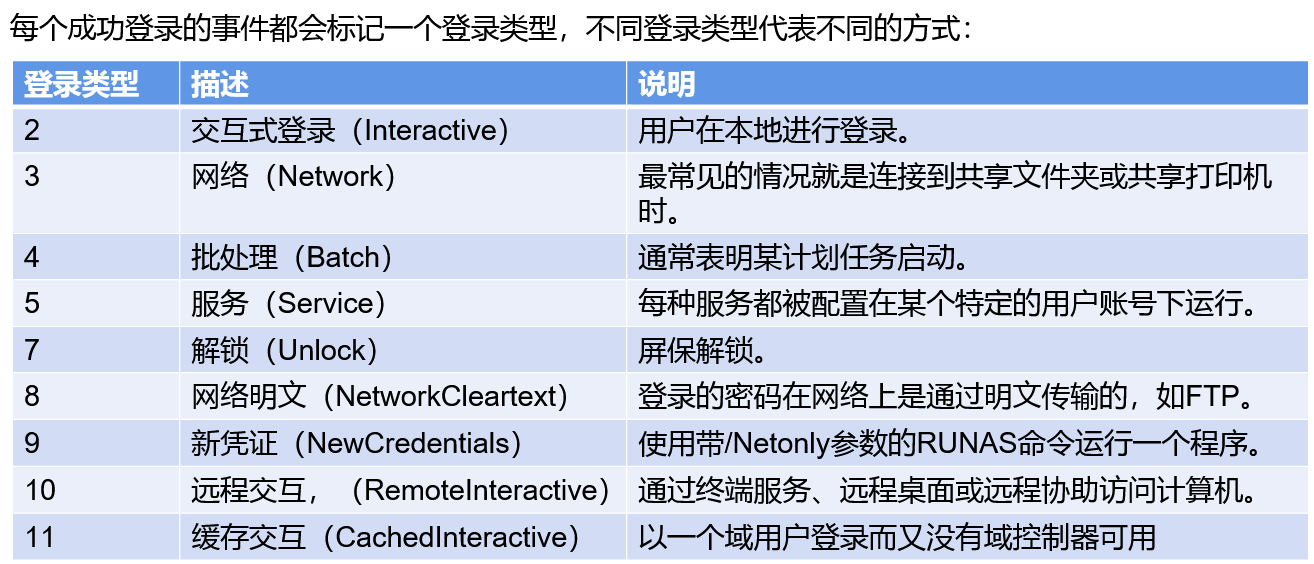 每个成功登录的事件都会标记一个登录类型，不同登录类型代表不同的方式：
登录类型 描述 说明
2 交互式登录（Interactive） 用户在本地进行登录。
3 网络（Network） 最常见的情况就是连接到共享文件夹或共享打印机
时。
4 批处理（Batch） 通常表明某计划任务启动。
5 服务（Service） 每种服务都被配置在某个特定的用户账号下运行。
7 解锁（Unlock） 屏保解锁。
8 网络明文（NetworkCleartext） 登录的密码在网络上是通过明文传输的，如FTP。
9 新凭证（NewCredentials） 使用带/Netonly参数的RUNAS命令运行一个程序。
10 远程交互，（RemoteInteractive） 通过终端服务、远程桌面或远程协助访问计算机。
11 缓存交互（CachedInteractive） 以一个域用户登录而又没有域控制器可用